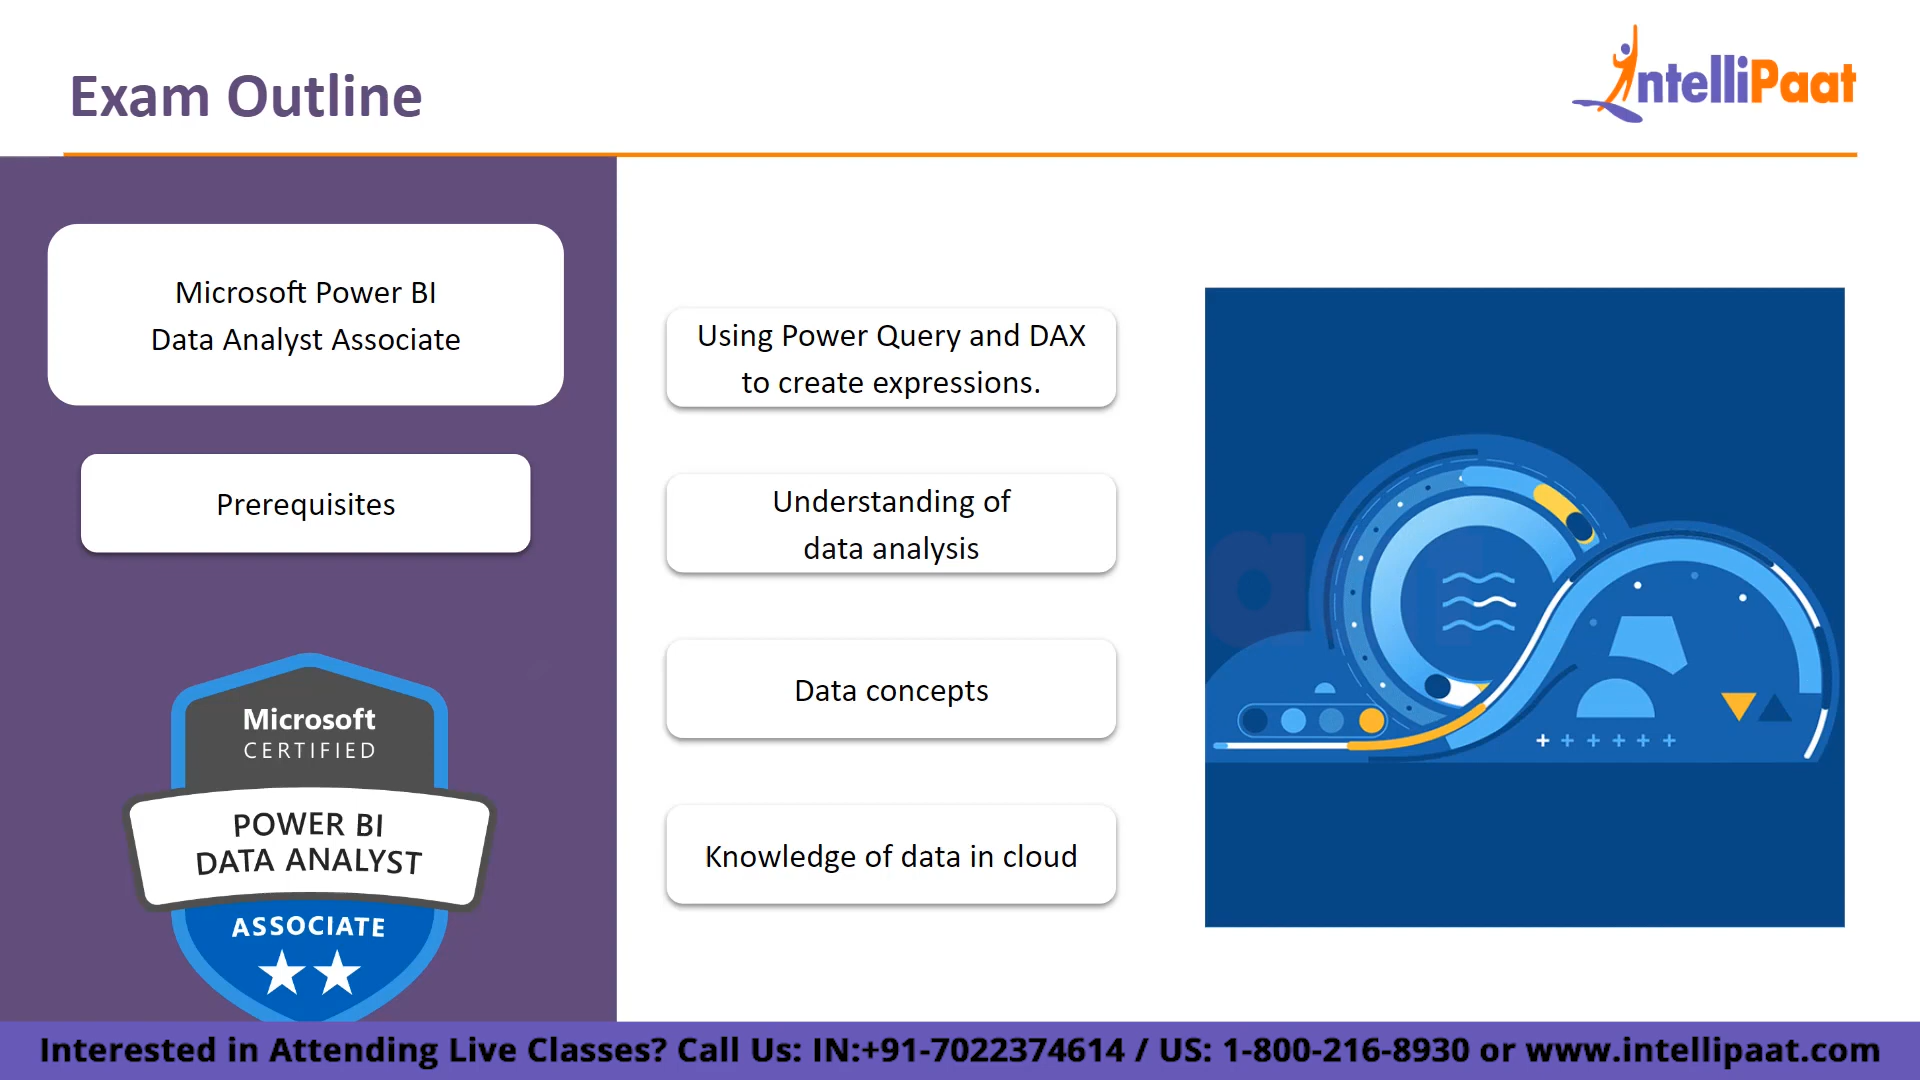 Exam Outline
IntelliPaat
Microsoft Power BI
Data Analyst Associate
Prerequisites
Microsoft
CERTIFIED
POWER BI
DATA ANALYST
ASSOCIATE
Using Power Query and DAX
to create expressions.
Understanding of
data analysis
Data concepts
Knowledge of data in cloud
Interested in Attending Live Classes? Call Us: IN:+91-7022374614 / US: 1-800-216-8930 or www.intellipaat.com